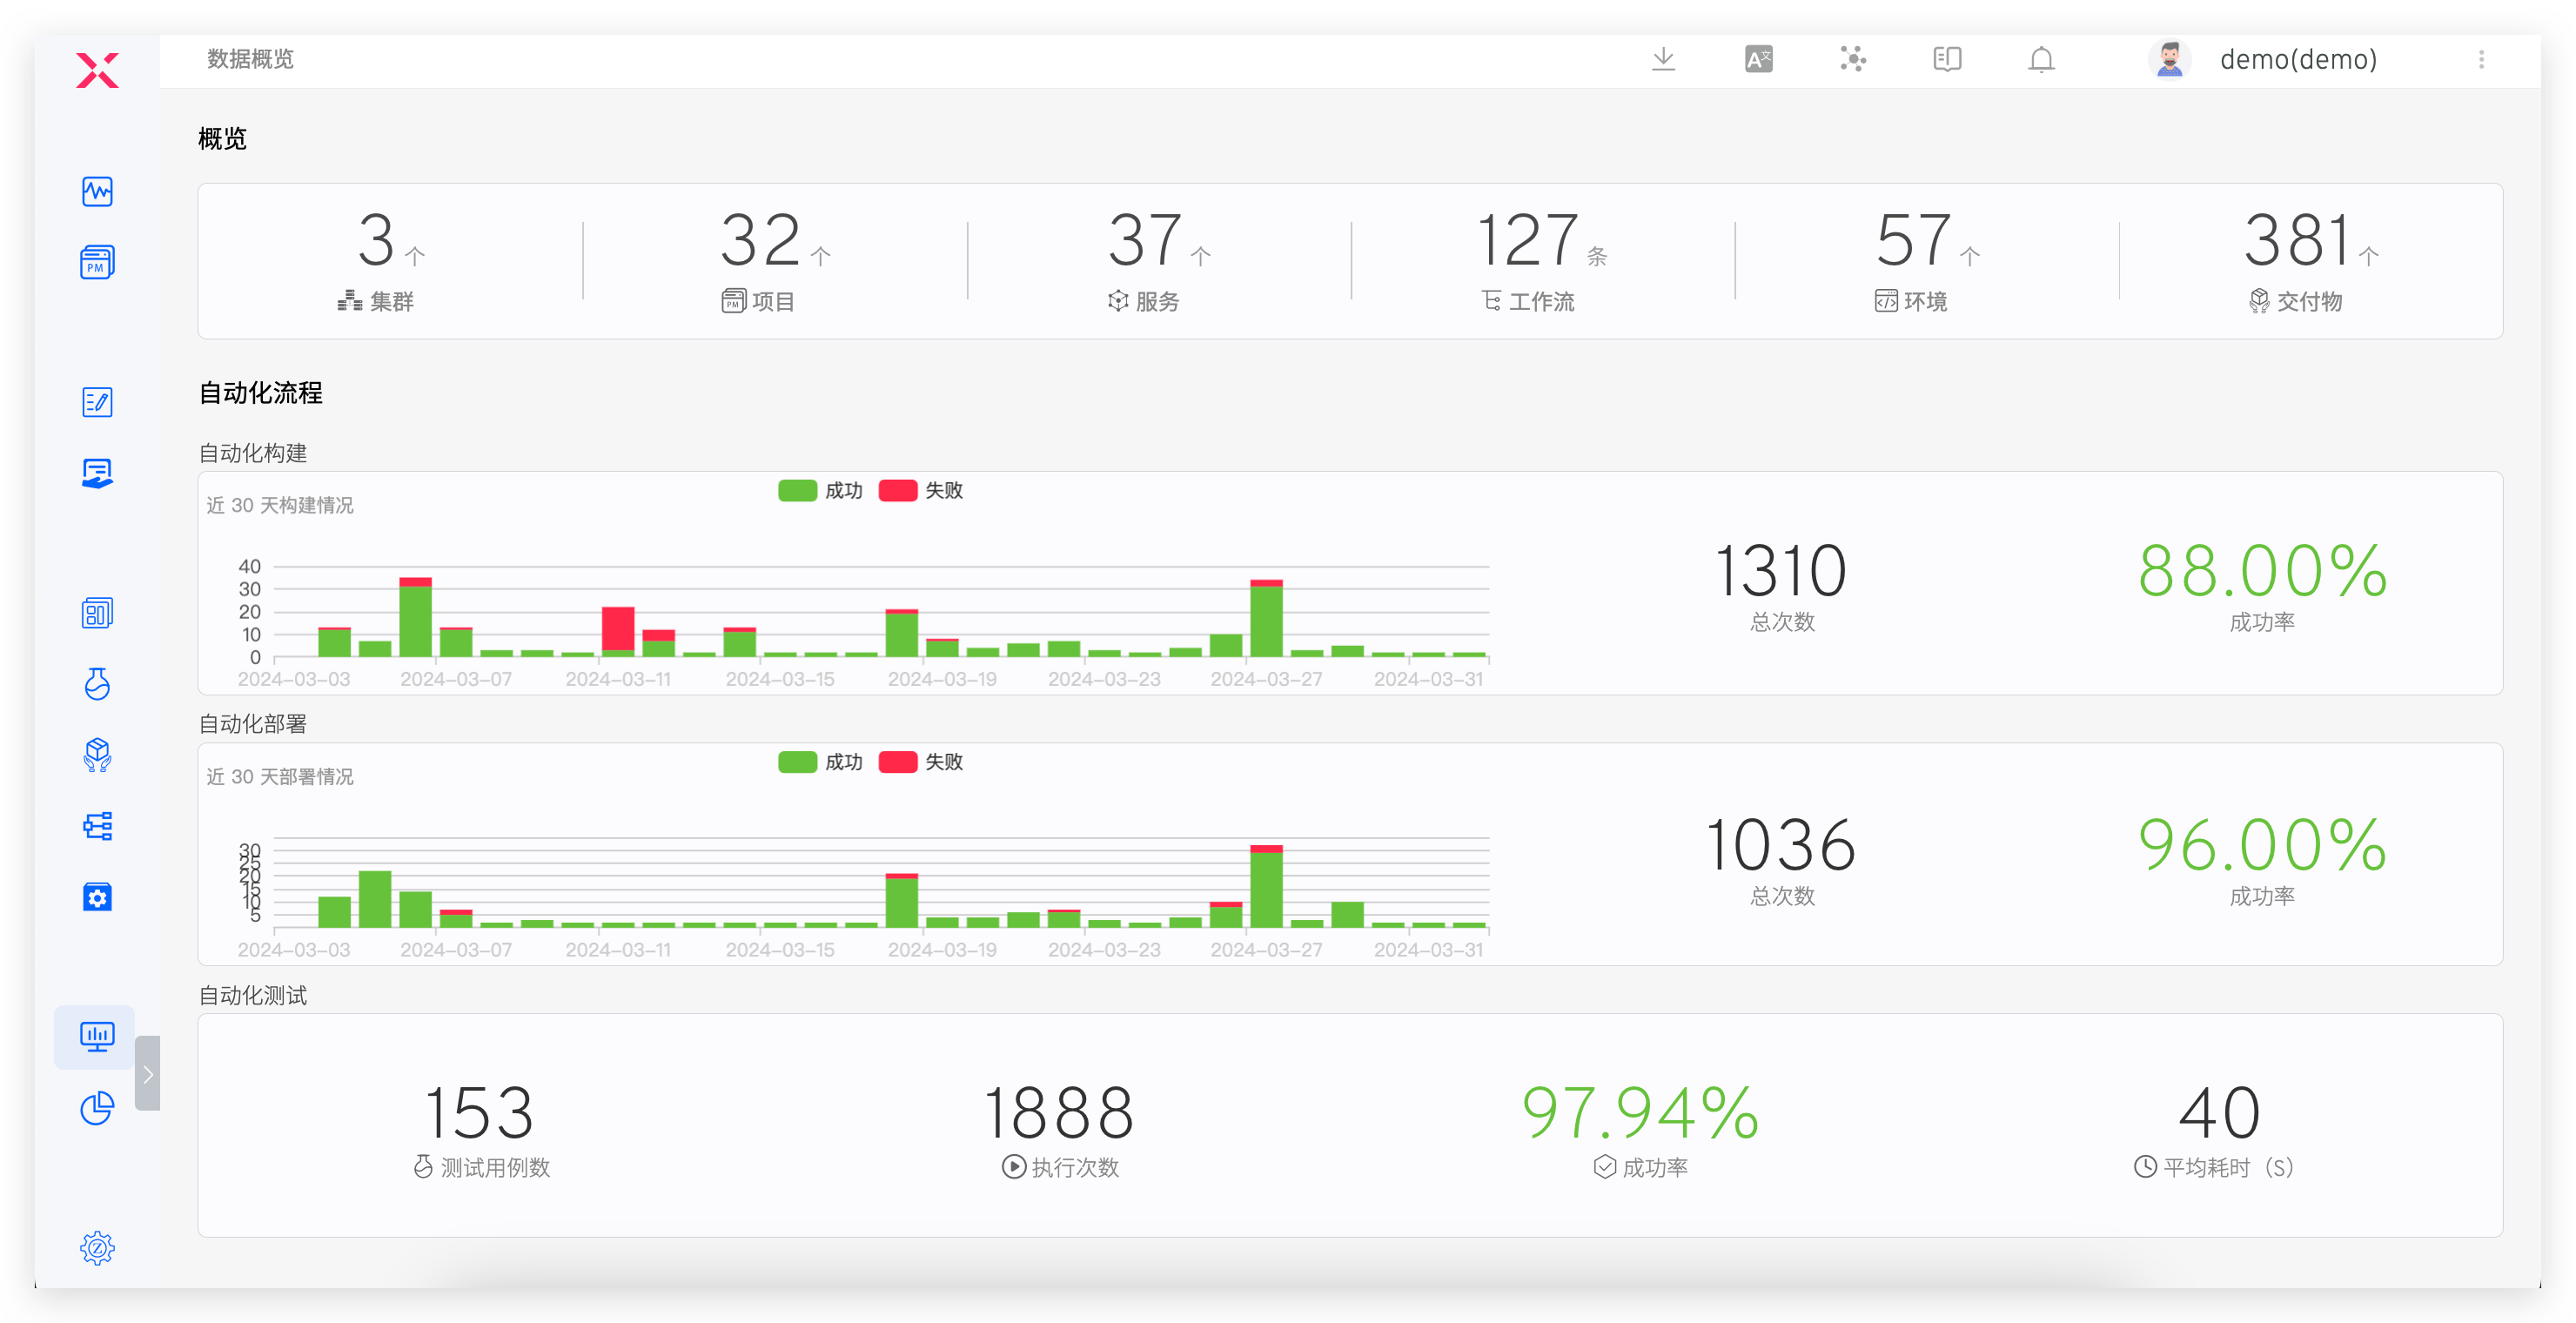 数据概览
A文
demo(demo)
概览
3 个
32 个
37 个
127 条
57 个
381 个
集群
PM 项目
服务
工作流
环境
交付物
PM
自动化流程
自动化构建
近 30 天构建情况
成功 失败
40
30
20
10
0
2024-03-03 2024-03-07 2024-03-11 2024-03-15 2024-03-19 2024-03-23 2024-03-27 2024-03-31
1310
总次数
88.00%
成功率
自动化部署
近 30 天部署情况
成功 失败
30
25
20
15
10
5
2024-03-03 2024-03-07 2024-03-11 2024-03-15 2024-03-19 2024-03-23 2024-03-27 2024-03-31
1036
总次数
96.00%
成功率
自动化测试
153
测试用例数
1888
执行次数
97.94%
成功率
40
平均耗时（S）
Z